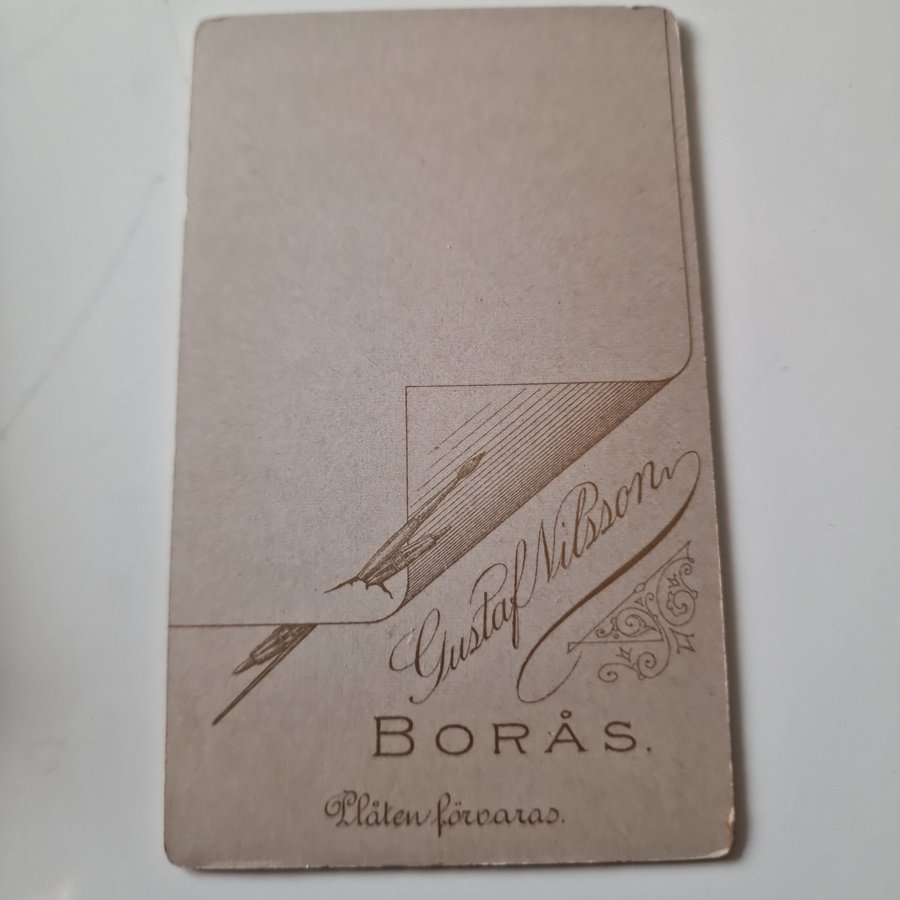 Gustaf Nilsson
BORÅS.
Plåten förvaras.